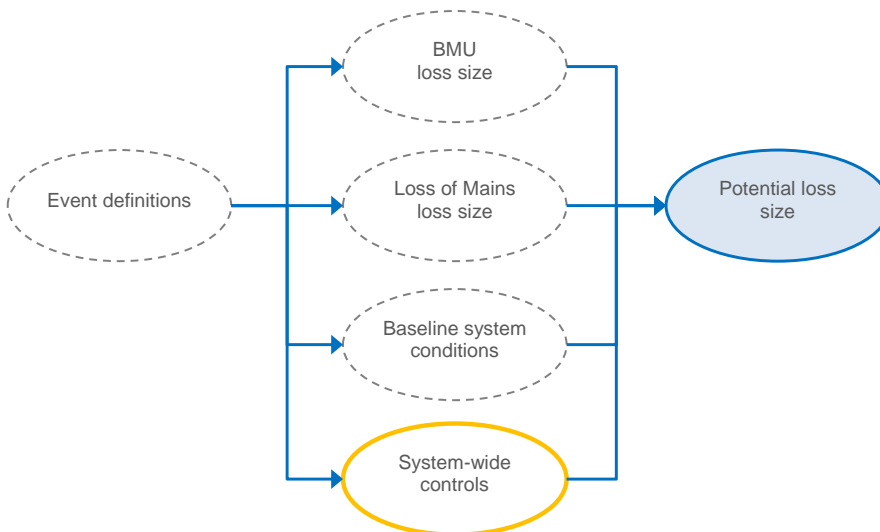 BMU
loss size
Event definitions
Loss of Mains
loss size
Potential loss
size
Baseline system
conditions
System-wide
controls